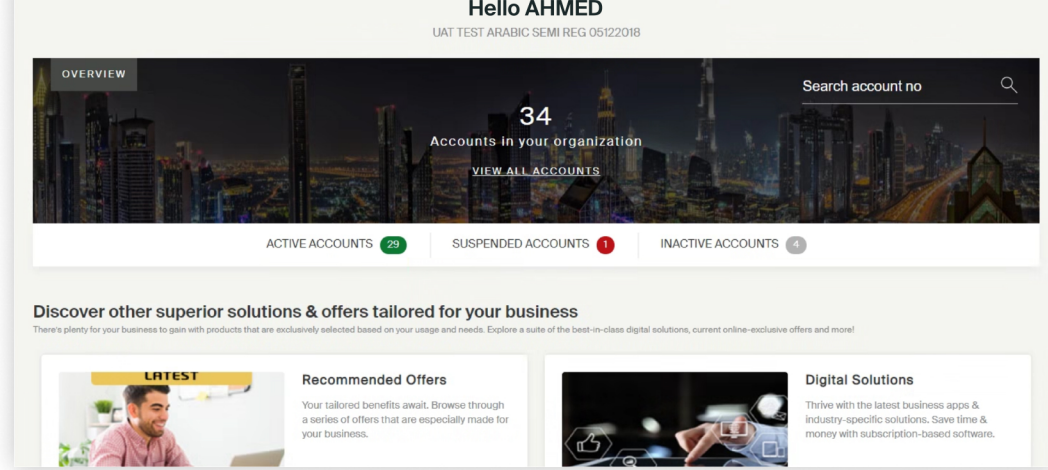 Hello AHMED
UAT TEST ARABIC SEMI REG 05122018
OVERVIEW
Search account no
34
Accounts in your organization
VIEW ALL ACCOUNTS
ACTIVE ACCOUNTS 29
SUSPENDED ACCOUNTS 1
INACTIVE ACCOUNTS 4
Discover other superior solutions & offers tailored for your business
There's plenty for your business to gain with products that are exclusively selected based on your usage and needs. Explore a suite of the best-in-class digital solutions, current online-exclusive offers and more!
LATEST
Recommended Offers
Your tailored benefits await. Browse through
a series of offers that are especially made for
your business.
Digital Solutions
Thrive with the latest business apps &
industry-specific solutions. Save time &
money with subscription-based software.